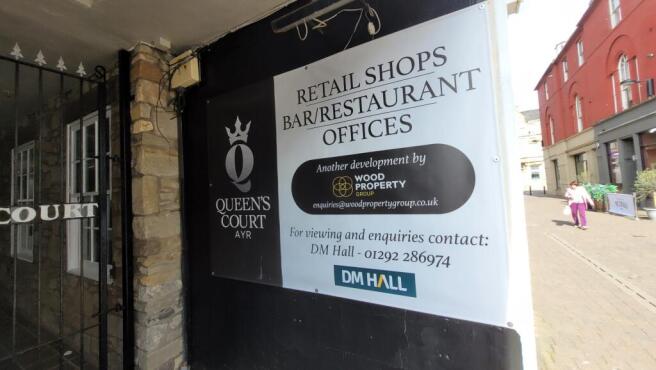 COURT
Q
QUEEN'S
COURT
AYR
RETAIL SHOPS
BAR/RESTAURANT
OFFICES
Another development by
WOOD
PROPERTY
GROUP
enquiries@woodpropertygroup.co.uk
For viewing and enquiries contact:
DM Hall - 01292 286974
DM HALL